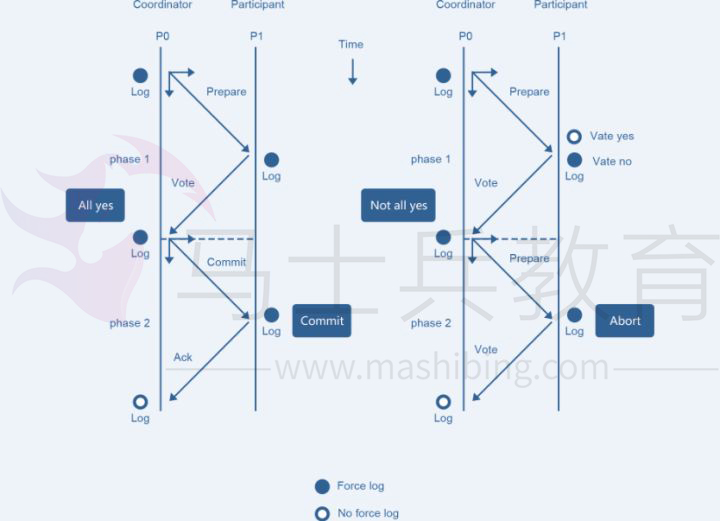 Coordinator Participant Coordinator Participant
P0 P1 P0 P1
Time
Log Prepare Log Prepare
Vate yes
phase 1 phase 1 Vate no
Log Log
Vote Vote
All yes Not all yes
Log Log
Commit Prepare
马士兵教育
phase 2 Commit phase 2 Abort
Log Log
Ack Vote
www.mashibing.com
Log Log
Force log
No force log